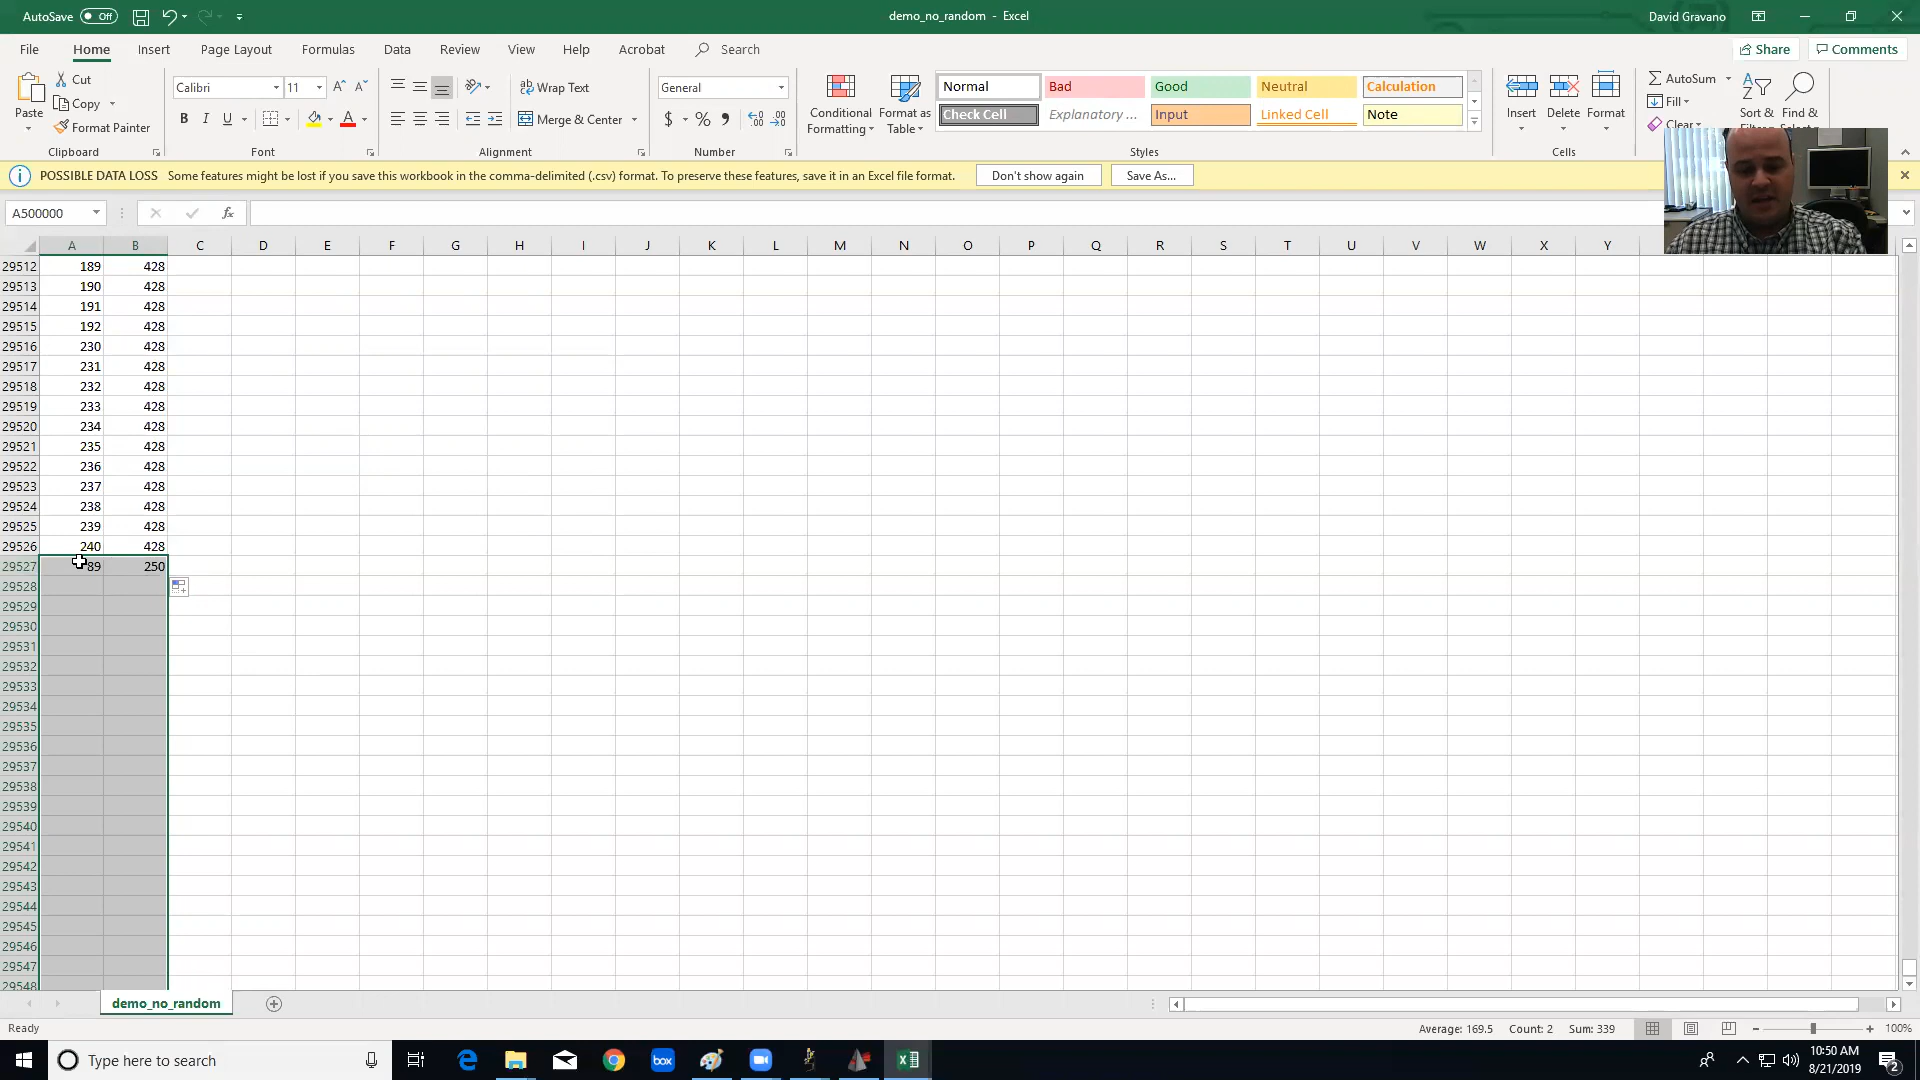 AutoSave Off demo_no_random - Excel David Gravano
File Home Insert Page Layout Formulas Data Review View Help Acrobat Search Share Comments
Paste Cut Copy Format Painter Clipboard
Calibri 11 A A B I U A Font
Wrap Text Merge & Center Alignment
General $ % , .00 .0 Number
Conditional Formatting Format as Table
Normal Bad Good Neutral Calculation
Check Cell Explanatory ... Input Linked Cell Note
Styles
Insert Delete Format Cells
AutoSum Fill Clear Sort & Find &
POSSIBLE DATA LOSS Some features might be lost if you save this workbook in the comma-delimited (.csv) format. To preserve these features, save it in an Excel file format. Don't show again Save As...
A500000 fx
A B C D E F G H I J K L M N O P Q R S T U V W X Y
29512 189 428
29513 190 428
29514 191 428
29515 192 428
29516 230 428
29517 231 428
29518 232 428
29519 233 428
29520 234 428
29521 235 428
29522 236 428
29523 237 428
29524 238 428
29525 239 428
29526 240 428
29527 89 250
29528
29529
29530
29531
29532
29533
29534
29535
29536
29537
29538
29539
29540
29541
29542
29543
29544
29545
29546
29547
29548
demo_no_random
Ready Average: 169.5 Count: 2 Sum: 339 100%
Type here to search box 10:50 AM
8/21/2019 2